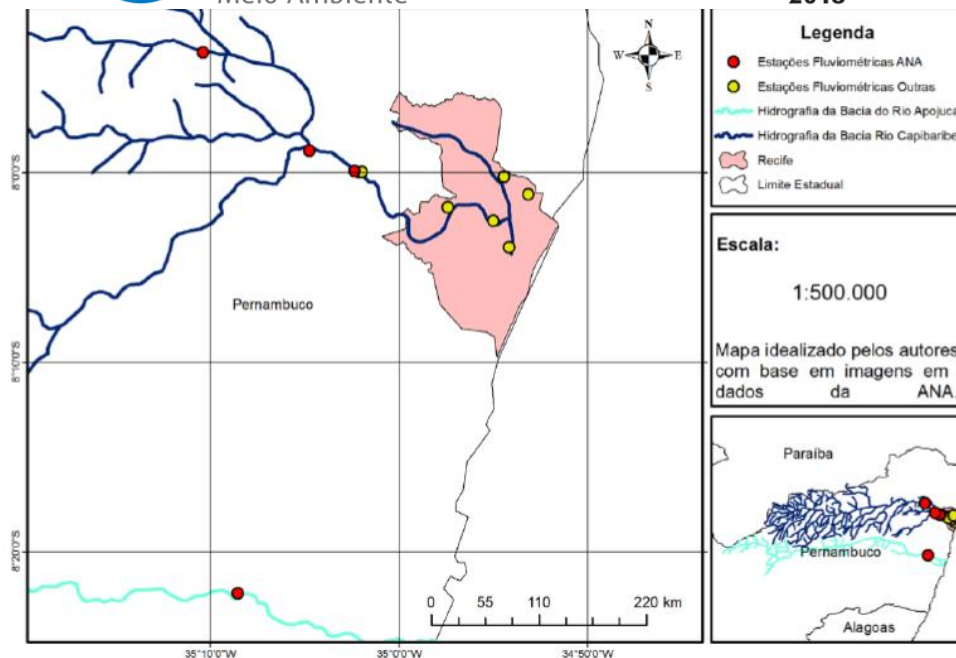 Meio Ambiente
2018
Legenda
Estações Fluviométricas ANA
Estações Fluviométricas Outras
Hidrografia da Bacia do Rio Apojuca
Hidrografia da Bacia Rio Capibaribe
Recife
Limite Estadual
N
W E
S
8°0'0"S
Pernambuco
Escala:
1:500.000
Mapa idealizado pelos autores
com base em imagens em
dados da ANA.
8°10'0"S
8°20'0"S
0 55 110 220 km
35°10'0"W 35°0'0"W 34°50'0"W
Paraíba
Pernambuco
Alagoas